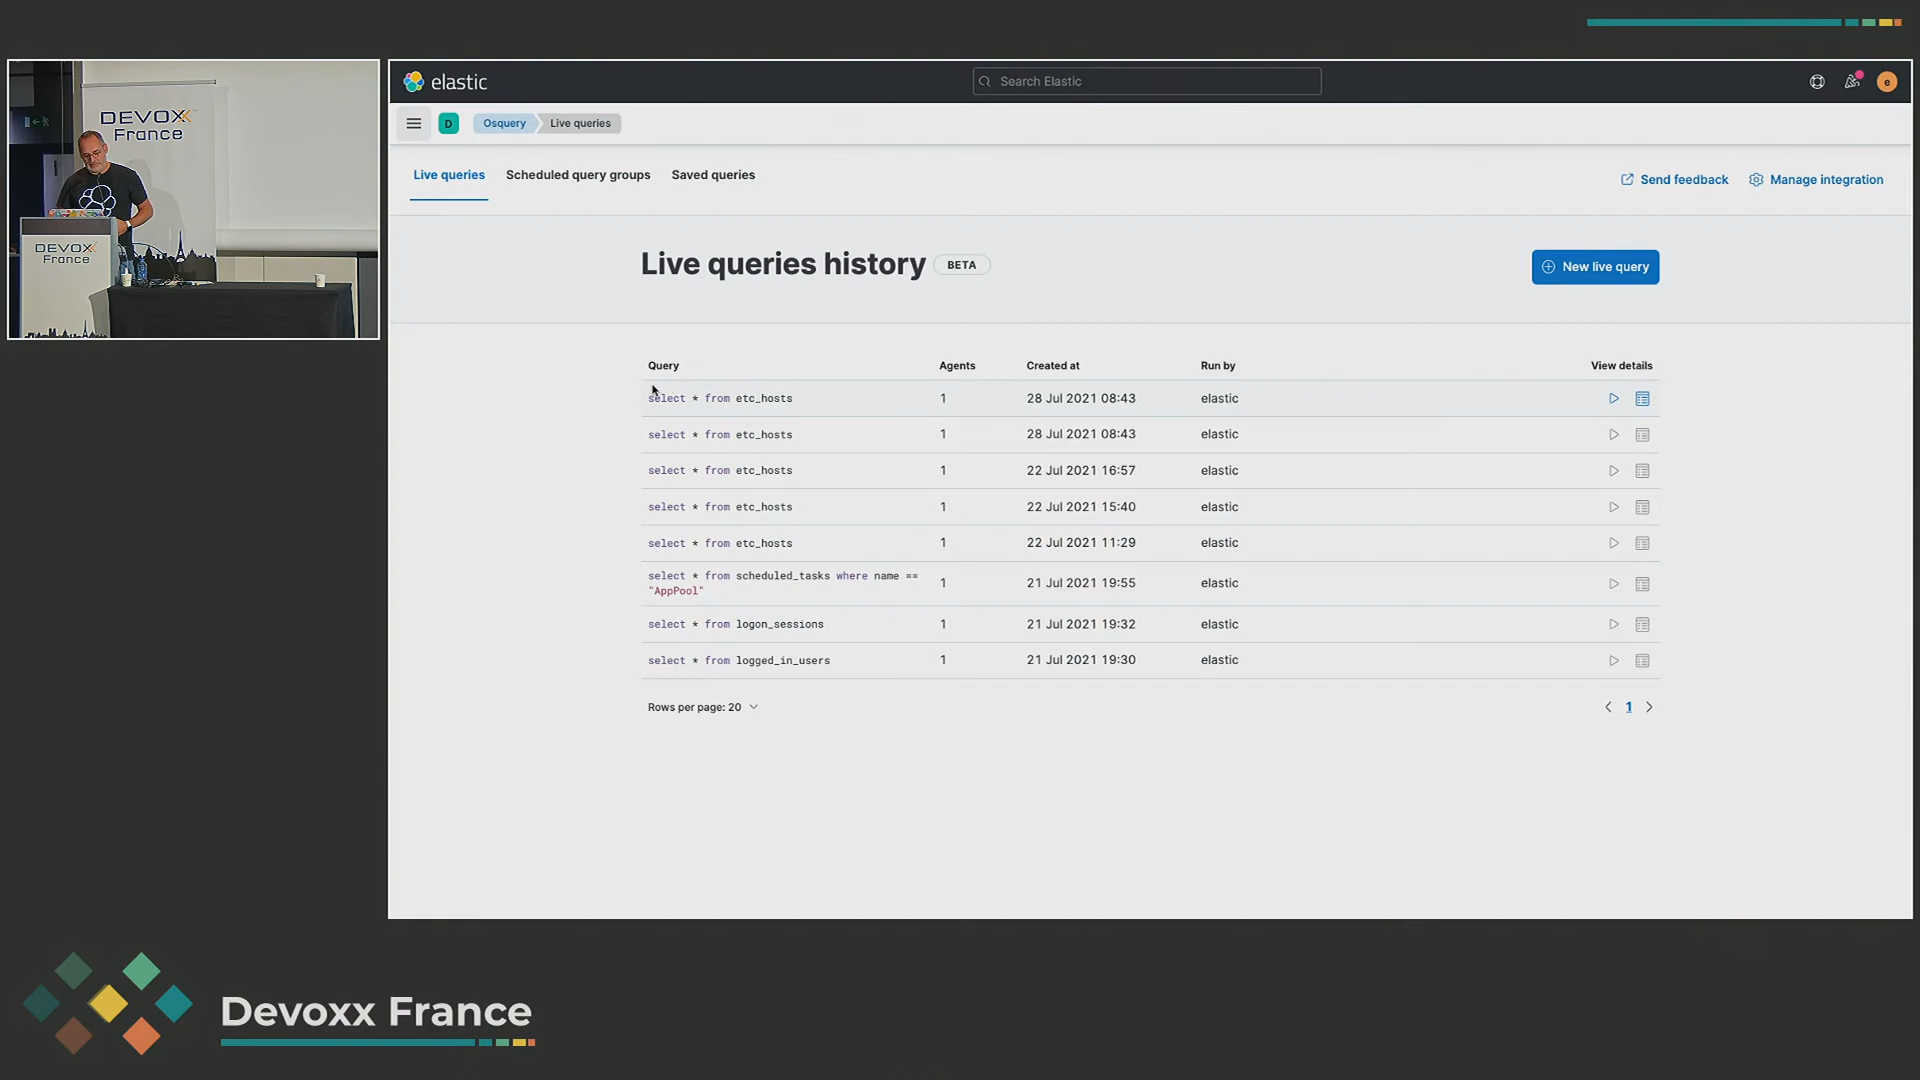 DEVOXX
France
DEVOXX
France
elastic
Search Elastic
e
D
Osquery
Live queries
Live queries
Scheduled query groups
Saved queries
Send feedback
Manage integration
Live queries history
BETA
New live query
Query Agents Created at Run by View details
select * from etc_hosts 1 28 Jul 2021 08:43 elastic
select * from etc_hosts 1 28 Jul 2021 08:43 elastic
select * from etc_hosts 1 22 Jul 2021 16:57 elastic
select * from etc_hosts 1 22 Jul 2021 15:40 elastic
select * from etc_hosts 1 22 Jul 2021 11:29 elastic
select * from scheduled_tasks where name ==
"AppPool" 1 21 Jul 2021 19:55 elastic
select * from logon_sessions 1 21 Jul 2021 19:32 elastic
select * from logged_in_users 1 21 Jul 2021 19:30 elastic
Rows per page: 20
1
Devoxx France